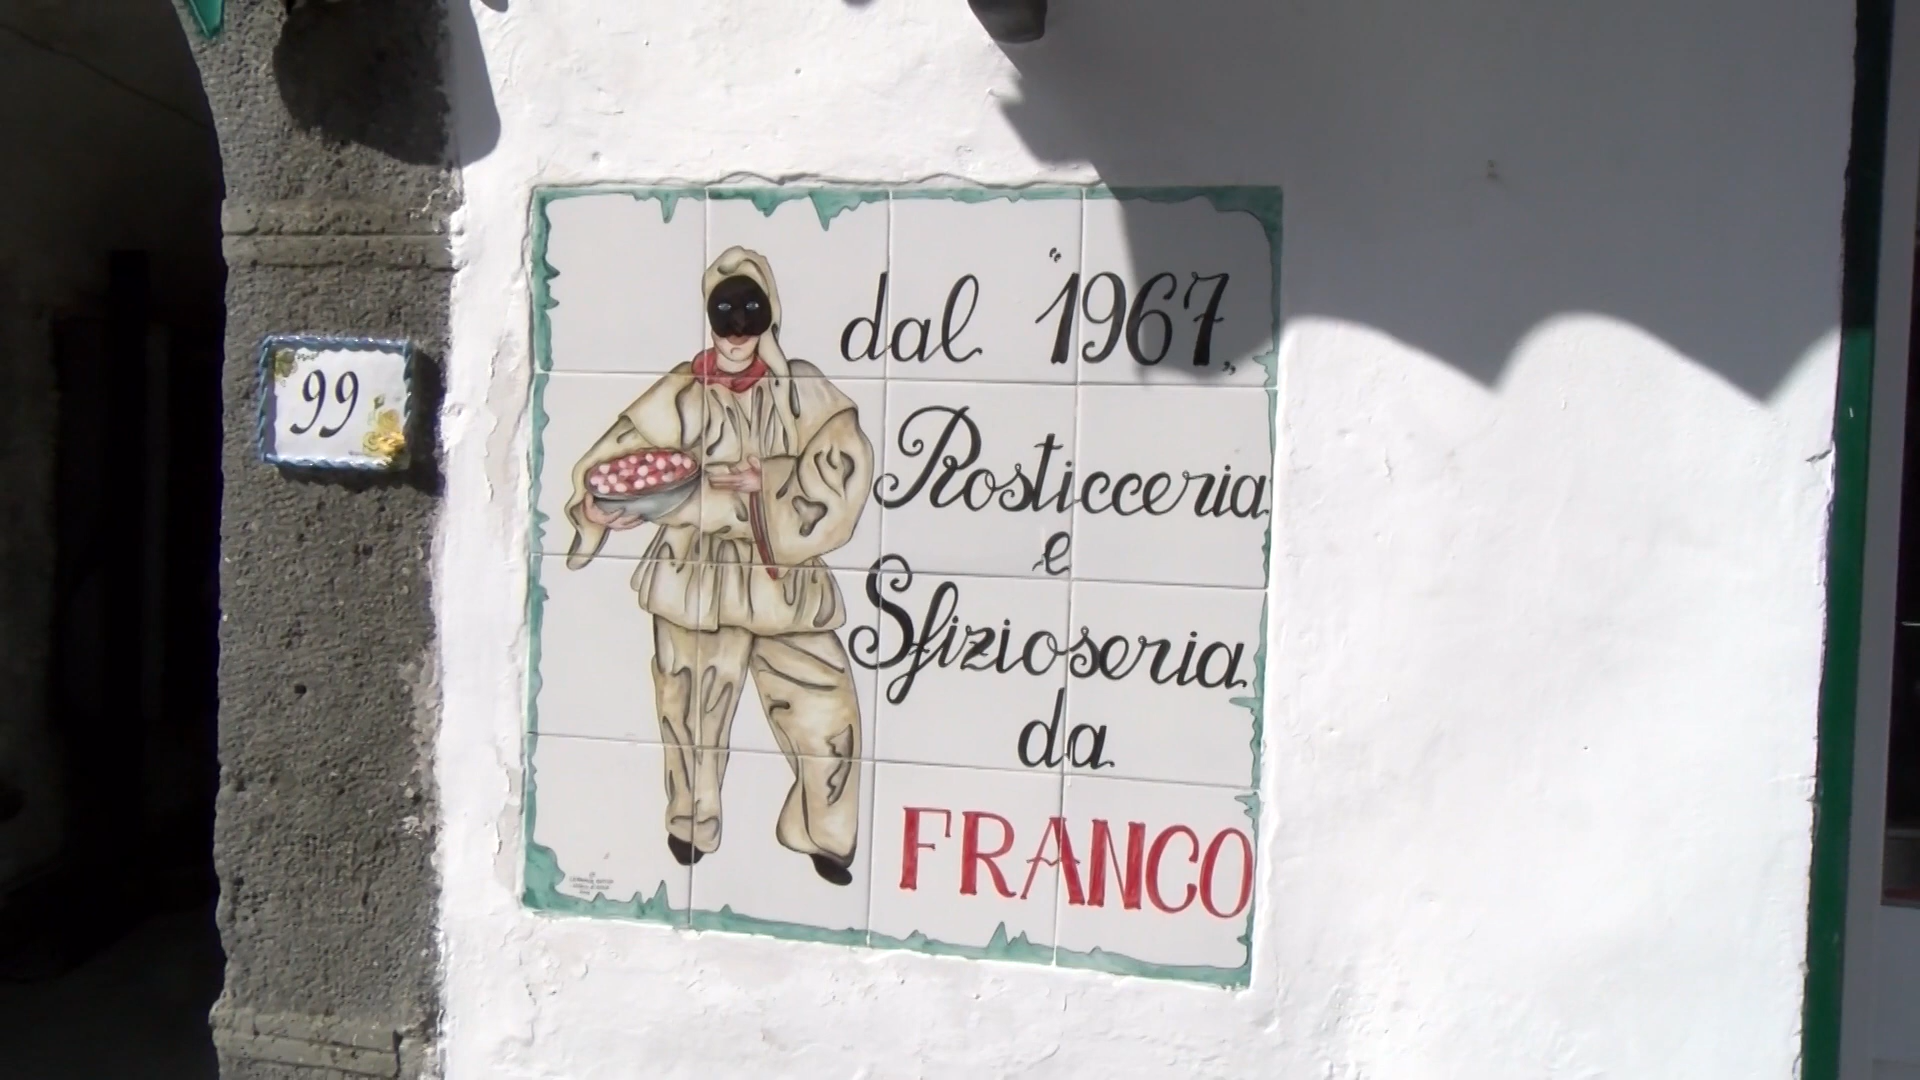 99
dal "1967„
Rosticceria
e
Sfizioseria
da
FRANCO